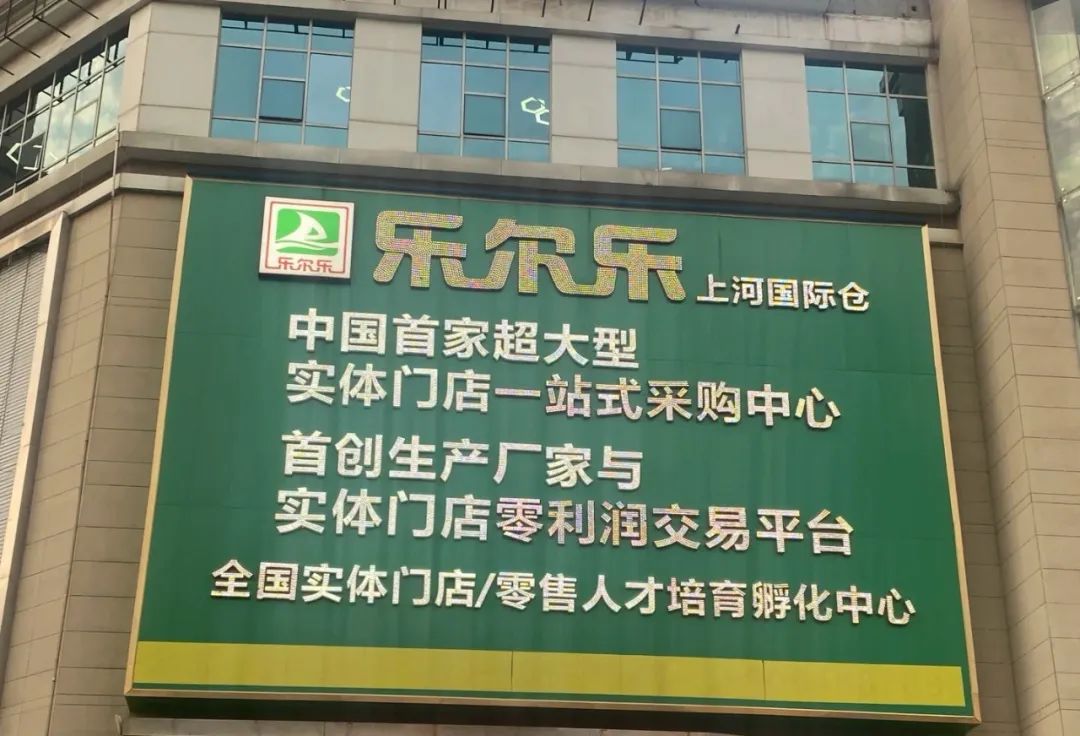 乐尔乐
乐尔乐 上河国际仓
中国首家超大型
实体门店一站式采购中心
首创生产厂家与
实体门店零利润交易平台
全国实体门店/零售人才培育孵化中心